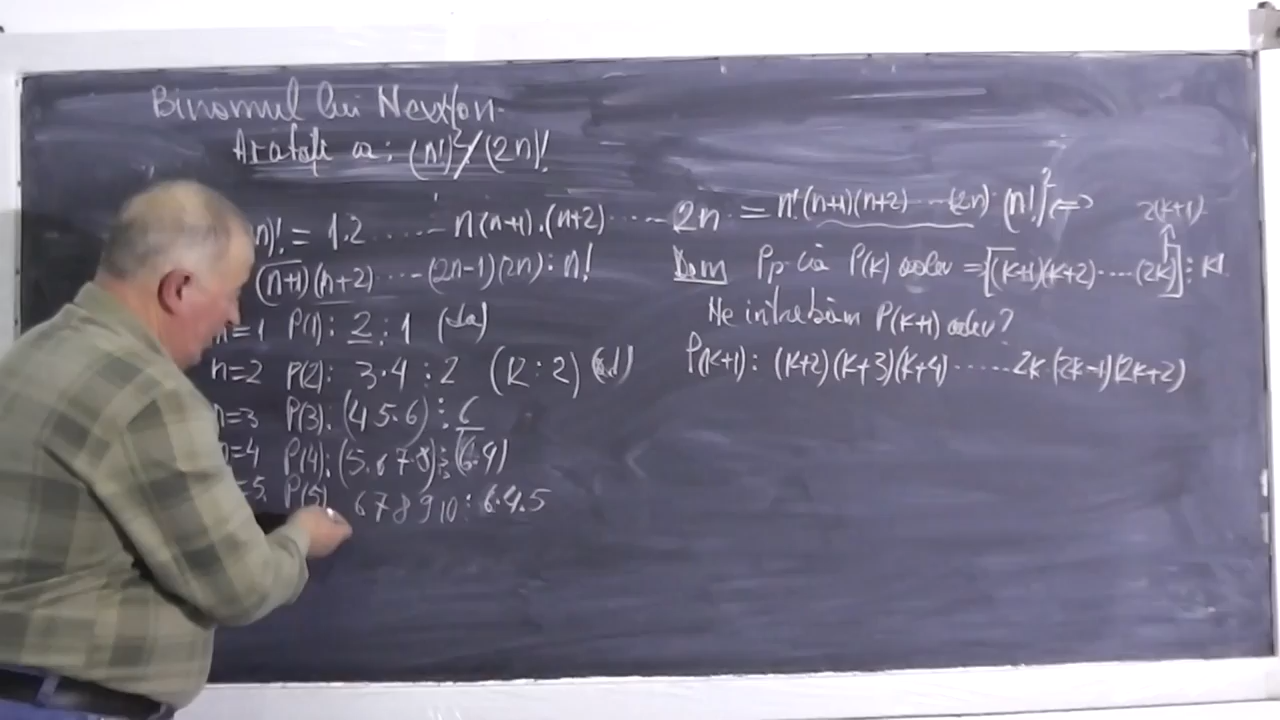 Binomul lui Newton.
Arătați că: (n!)² / (2n)!
n)! = 1·2 ...... n(n+1)·(n+2) ...... 2n = n!(n+1)(n+2) ... (2n) ⋮ (n!)² ⇔
(n+1)(n+2) .... (2n-1)(2n) ⋮ n!
n=1 P(1): 2 ⋮ 1 (da)
n=2 P(2): 3·4 ⋮ 2 (12 ⋮ 2)
n=3 P(3): (4 5·6) ⋮ 6
n=4 P(4): (5·6 7·8) ⋮ (6·4)
=5 P(5) 6 7 8 9 10 ⋮ 6·4·5
2(k+1)
Dem Pp că P(k) adev = [(k+1)(k+2) ..... (2k)] ⋮ k!
Ne întrebăm P(k+1) adev?
P(k+1): (k+2)(k+3)(k+4) ...... 2k·(2k-1)(2k+2)